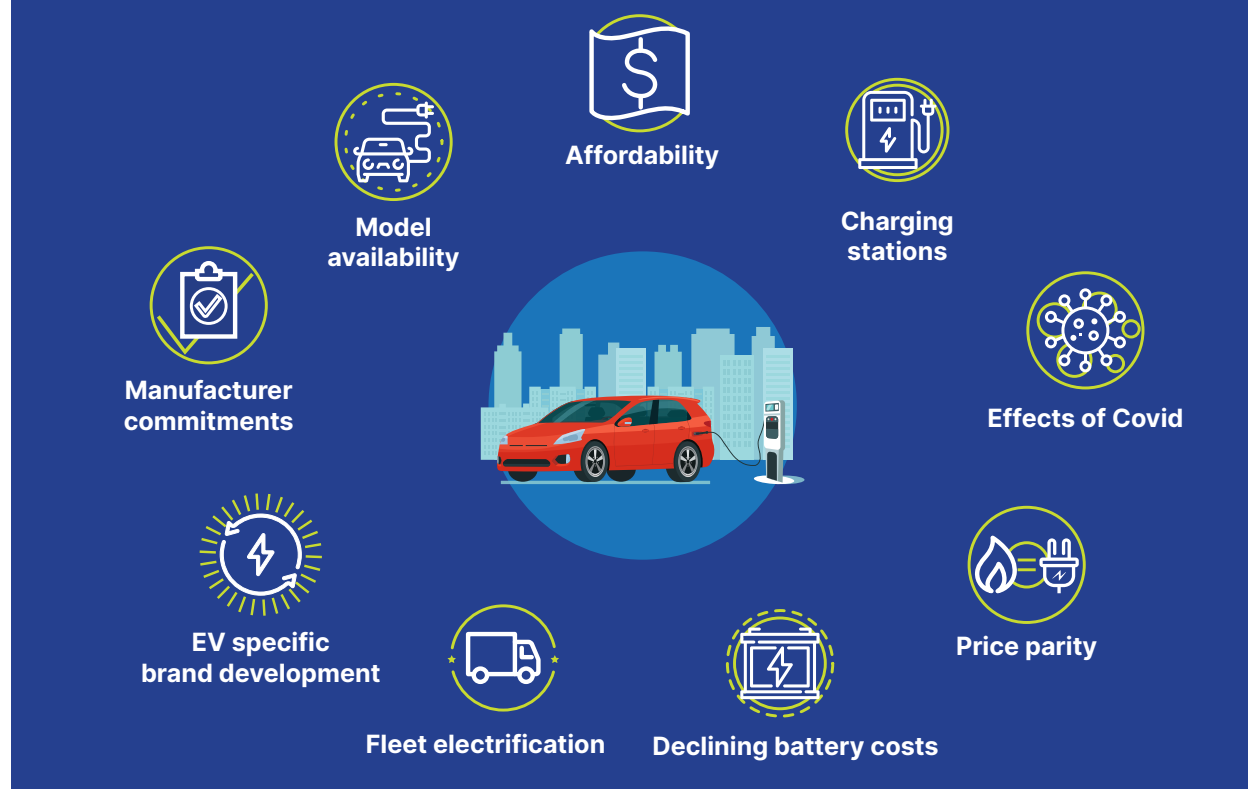 Affordability
Model
availability
Charging
stations
Manufacturer
commitments
Effects of Covid
EV specific
brand development
Price parity
Fleet electrification
Declining battery costs